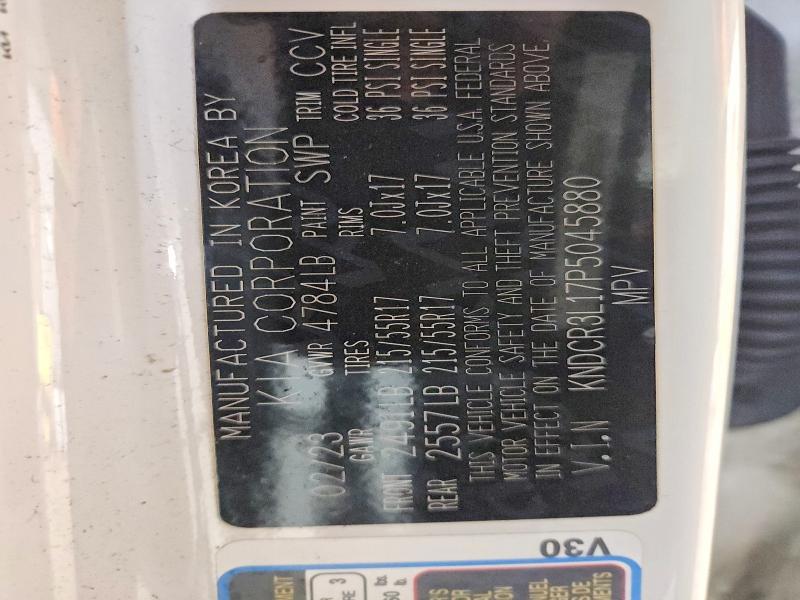 MANUFACTURED IN KOREA BY
KIA CORPORATION
02/23 GVWR 4784LB PAINT SWP TRIM CCV
GAWR TIRES RIMS COLD TIRE INFL
FRONT 2491LB 215/55R17 7.0Jx17 36 PSI SINGLE
REAR 2557LB 215/55R17 7.0Jx17 36 PSI SINGLE
THIS VEHICLE CONFORMS TO ALL APPLICABLE U.S.A FEDERAL
MOTOR VEHICLE SAFETY AND THEFT PREVENTION STANDARDS
IN EFFECT ON THE DATE OF MANUFACTURE SHOWN ABOVE.
V.I.N KNDCR3L17P5045880
MPV
V30